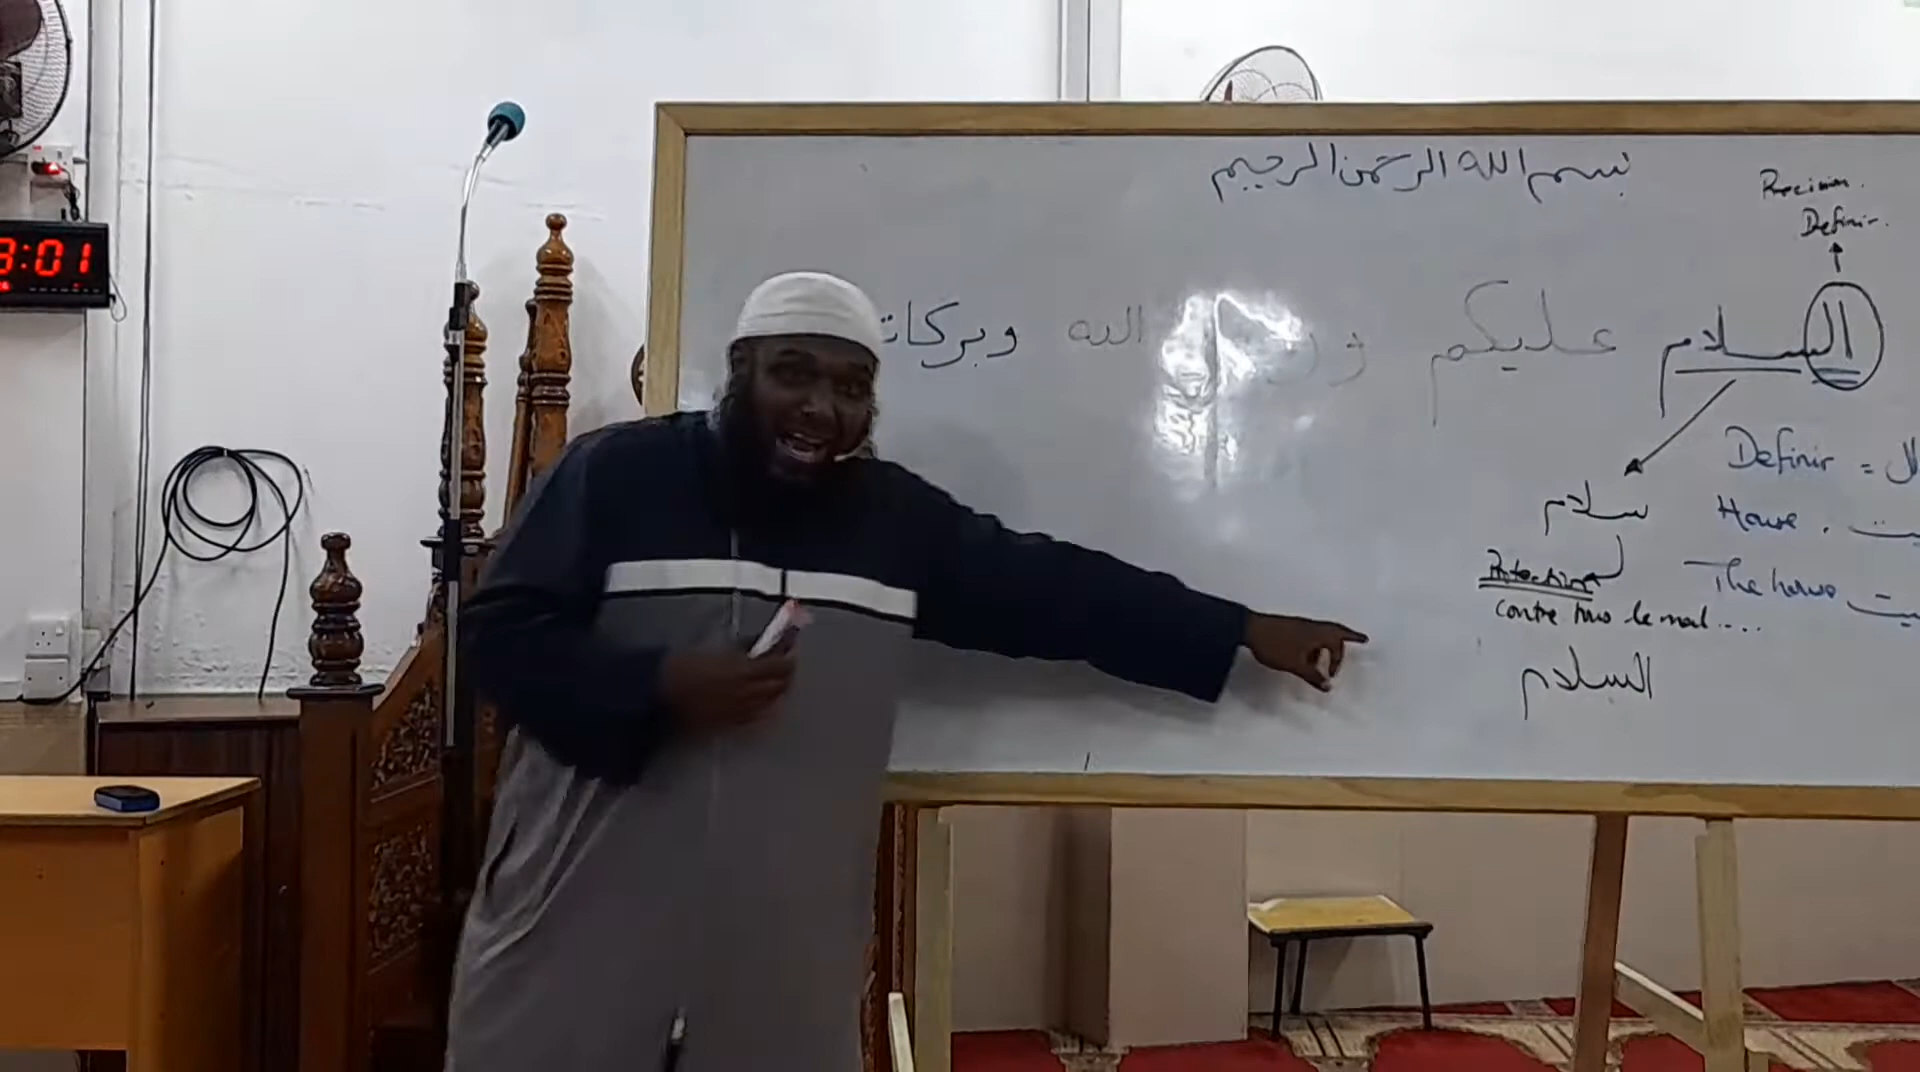 بسم الله الرحمن الرحيم
Precision.
Definir.
السلام عليكم الله وبركات
Definir = ال
سلام
House.
Protection
The house
contre tous le mal....
السلام
:01